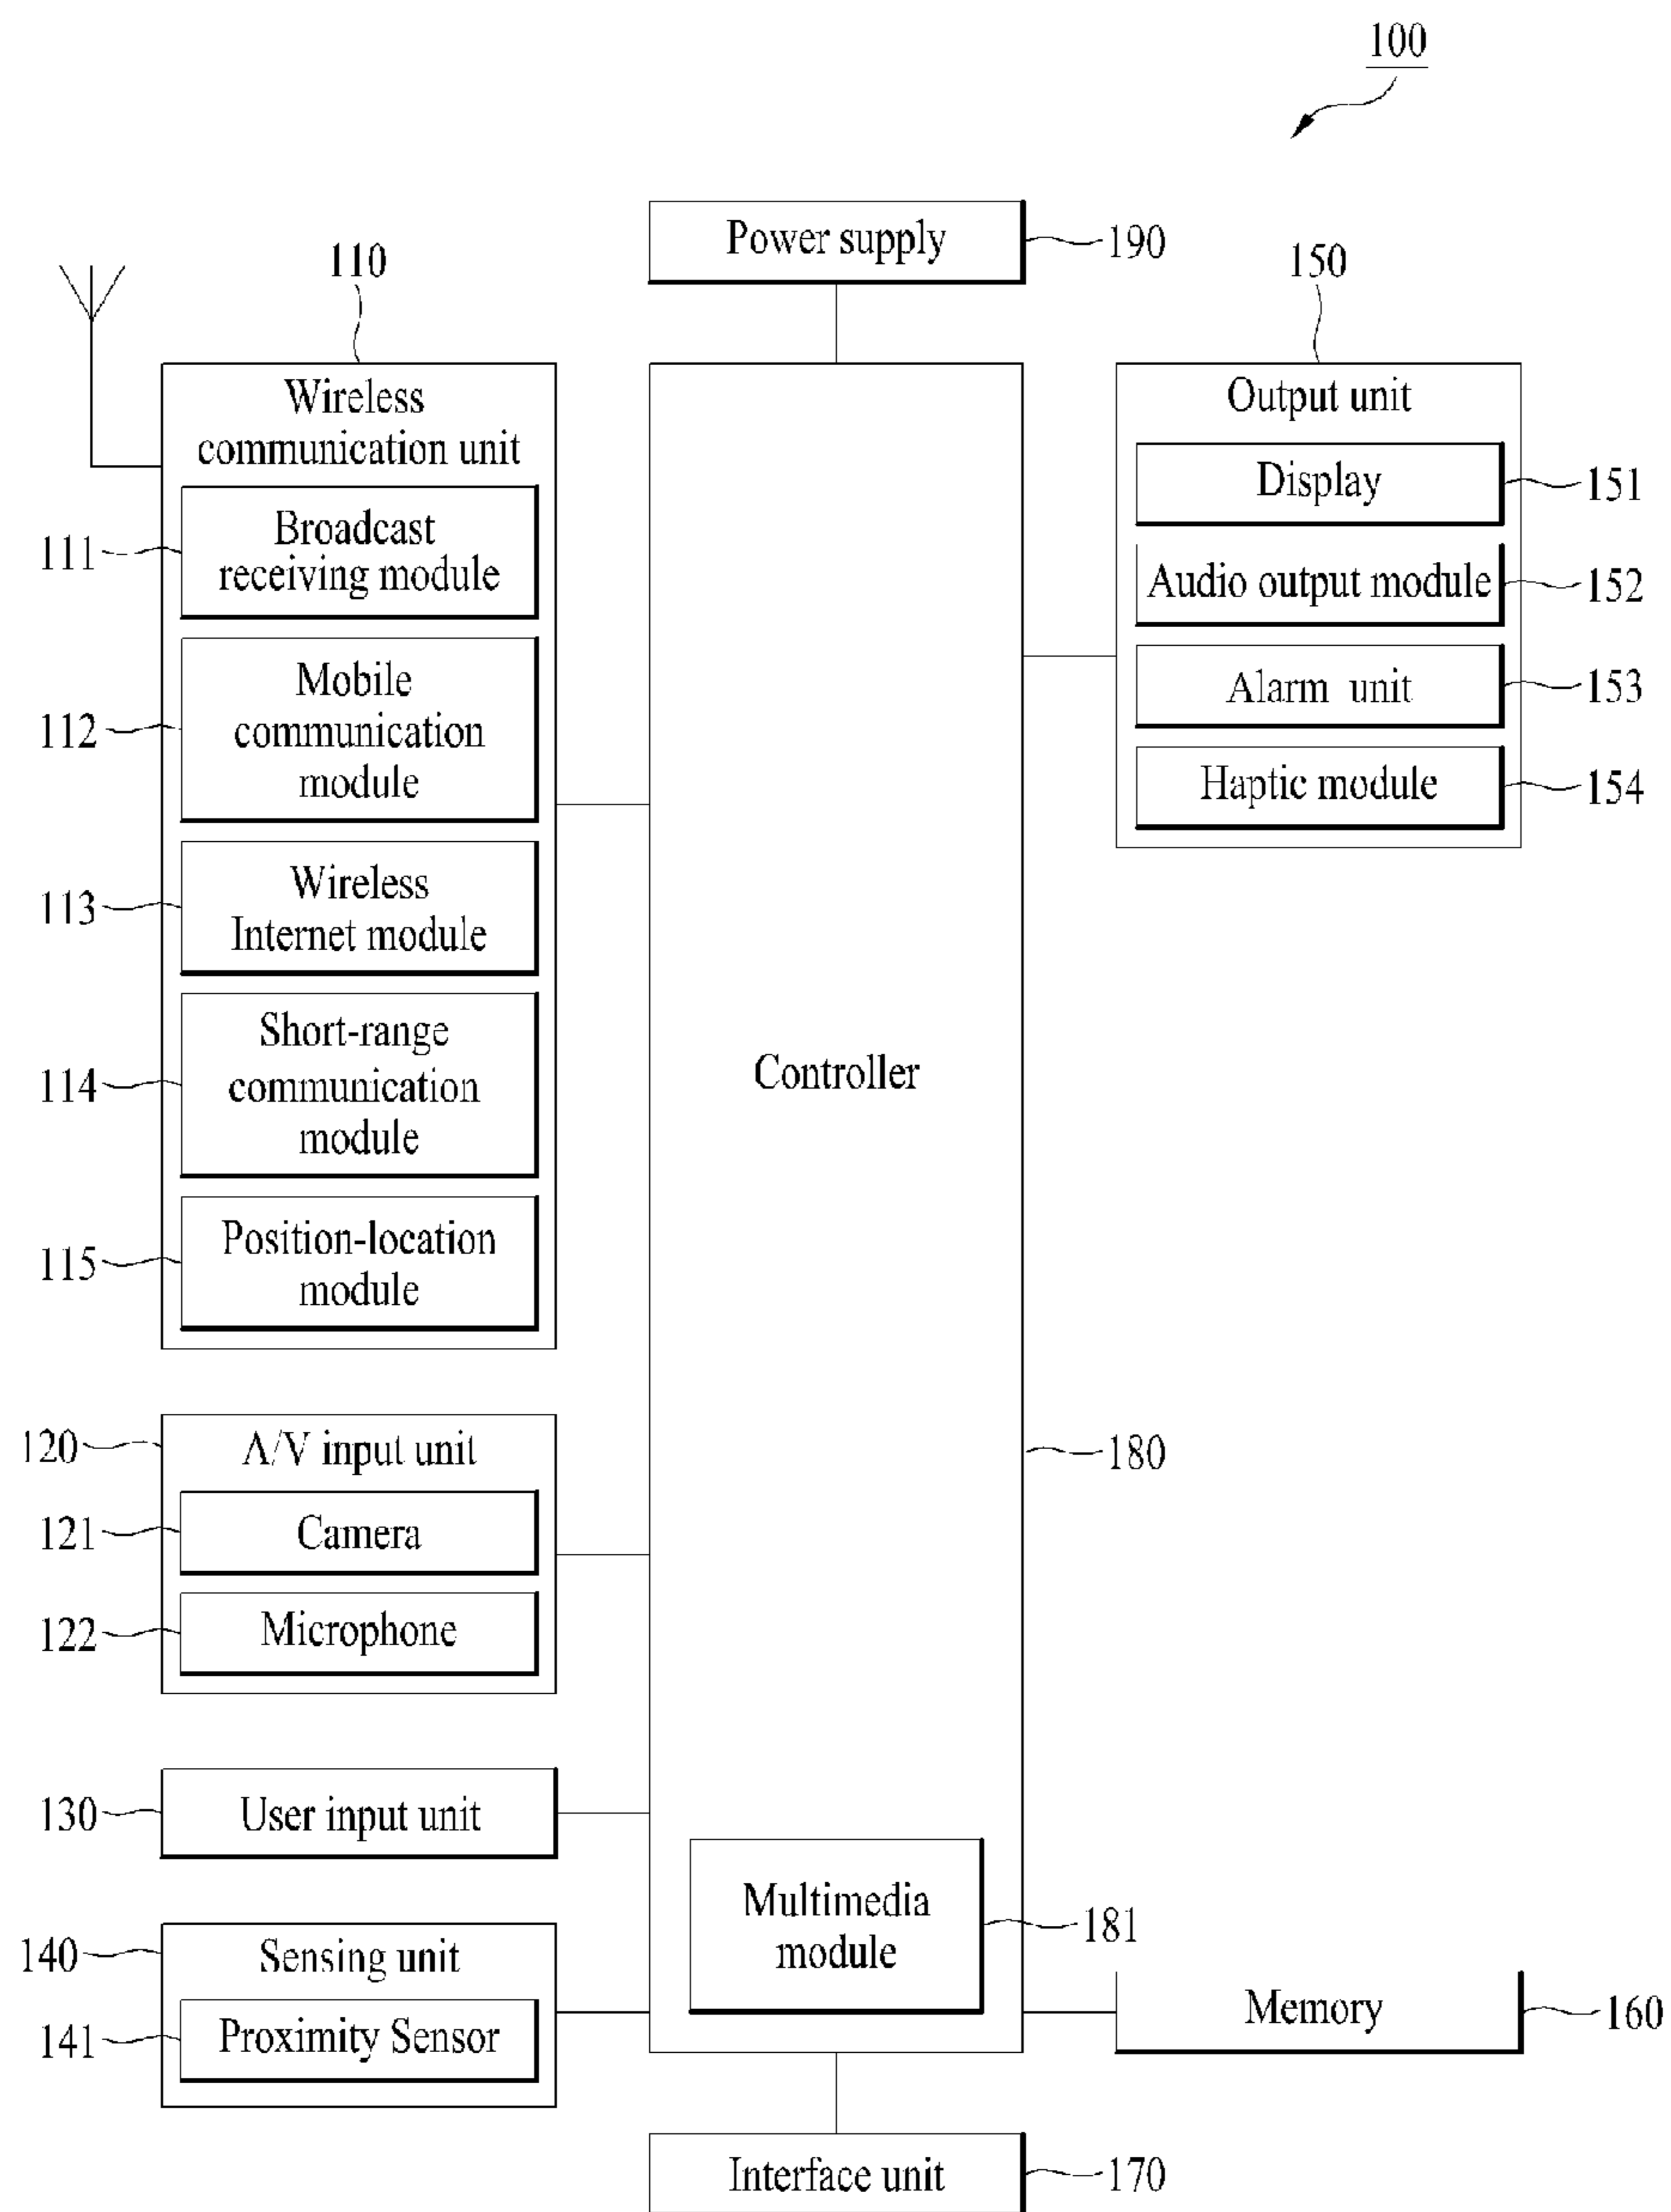 100
Power supply
190
110
150
Wireless
communication unit
Broadcast
receiving module
111
Mobile
communication
module
112
Wireless
Internet module
113
Short-range
communication
module
114
Position-location
module
115
Output unit
Display
151
Audio output module
152
Alarm unit
153
Haptic module
154
Controller
180
120
A/V input unit
121
Camera
122
Microphone
130
User input unit
Multimedia
module
181
140
Sensing unit
141
Proximity Sensor
Memory
160
Interface unit
170